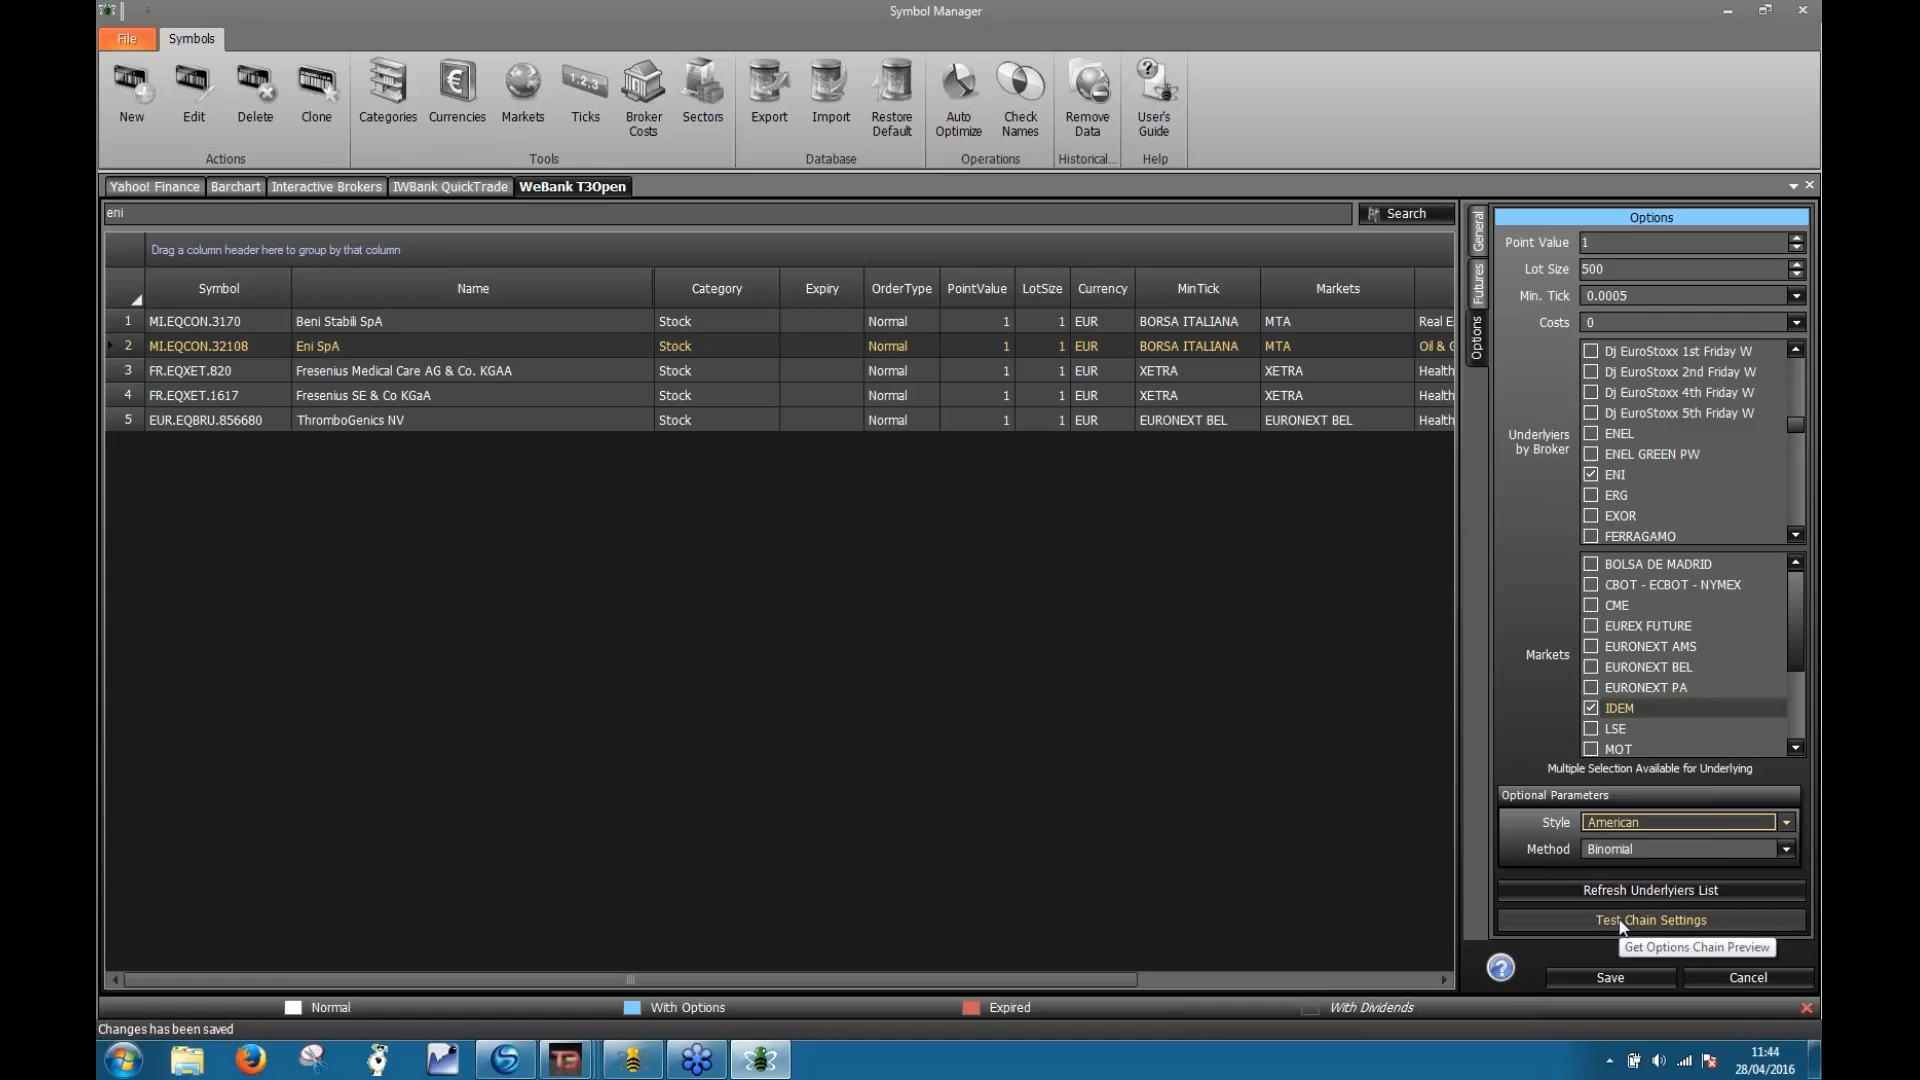 Symbol Manager
File Symbols
New Edit Delete Clone Categories Currencies Markets Ticks Broker Costs Sectors Export Import Restore Default Auto Optimize Check Names Remove Data User's Guide
Actions Tools Database Operations Historical... Help
Yahoo! Finance Barchart Interactive Brokers IWBank QuickTrade WeBank T3Open
eni Search
Drag a column header here to group by that column
Symbol Name Category Expiry OrderType PointValue LotSize Currency MinTick Markets
1 MI.EQCON.3170 Beni Stabili SpA Stock Normal 1 1 EUR BORSA ITALIANA MTA Real E
2 MI.EQCON.32108 Eni SpA Stock Normal 1 1 EUR BORSA ITALIANA MTA Oil & G
3 FR.EQXET.820 Fresenius Medical Care AG & Co. KGAA Stock Normal 1 1 EUR XETRA XETRA Health
4 FR.EQXET.1617 Fresenius SE & Co KGaA Stock Normal 1 1 EUR XETRA XETRA Health
5 EUR.EQBRU.856680 ThromboGenics NV Stock Normal 1 1 EUR EURONEXT BEL EURONEXT BEL Health
General
Futures
Options
Options
Point Value 1
Lot Size 500
Min. Tick 0.0005
Costs 0
Underlyiers by Broker
Dj EuroStoxx 1st Friday W
Dj EuroStoxx 2nd Friday W
Dj EuroStoxx 4th Friday W
Dj EuroStoxx 5th Friday W
ENEL
ENEL GREEN PW
ENI
ERG
EXOR
FERRAGAMO
Markets
BOLSA DE MADRID
CBOT - ECBOT - NYMEX
CME
EUREX FUTURE
EURONEXT AMS
EURONEXT BEL
EURONEXT PA
IDEM
LSE
MOT
Multiple Selection Available for Underlying
Optional Parameters
Style American
Method Binomial
Refresh Underlyiers List
Test Chain Settings
Get Options Chain Preview
Save Cancel
Normal With Options Expired With Dividends
Changes has been saved
11:44
28/04/2016